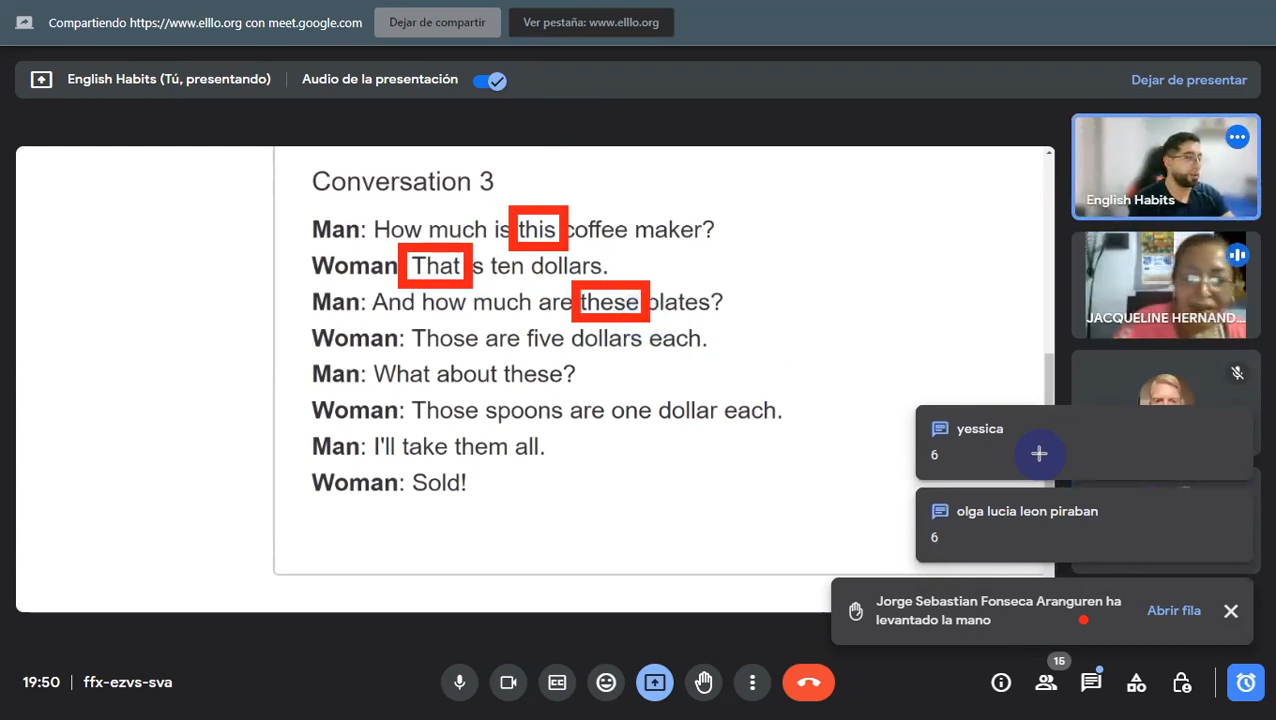 Compartiendo https://www.elllo.org con meet.google.com
Dejar de compartir
Ver pestaña: www.elllo.org
English Habits (Tú, presentando)
Audio de la presentación
Dejar de presentar
Conversation 3
Man: How much is this coffee maker?
Woman: That is ten dollars.
Man: And how much are these plates?
Woman: Those are five dollars each.
Man: What about these?
Woman: Those spoons are one dollar each.
Man: I'll take them all.
Woman: Sold!
English Habits
JACQUELINE HERNAND...
yessica
6
olga lucia leon piraban
6
Jorge Sebastian Fonseca Aranguren ha
levantado la mano
Abrir fila
19:50
ffx-ezvs-sva
15